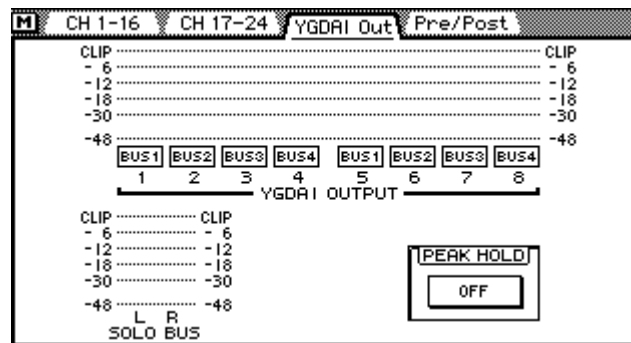 M CH 1-16 CH 17-24 YGDAI Out Pre/Post
CLIP CLIP
- 6 - 6
-12 -12
-18 -18
-30 -30
-48 -48
BUS1 BUS2 BUS3 BUS4 BUS1 BUS2 BUS3 BUS4
1 2 3 4 5 6 7 8
YGDAI OUTPUT
CLIP CLIP
- 6 - 6
-12 -12
-18 -18
-30 -30
-48 -48
L R
SOLO BUS
PEAK HOLD
OFF